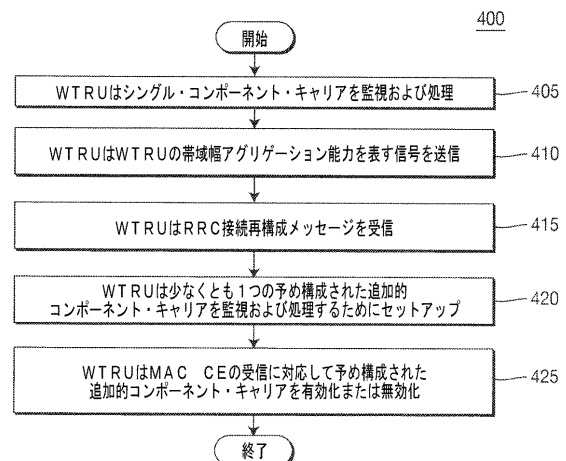 400
開始
WTRUはシングル・コンポーネント・キャリアを監視および処理
405
WTRUはWTRUの帯域幅アグリゲーション能力を表す信号を送信
410
WTRUはRRC接続再構成メッセージを受信
415
WTRUは少なくとも1つの予め構成された追加的
コンポーネント・キャリアを監視および処理するためにセットアップ
420
WTRUはMAC CEの受信に対応して予め構成された
追加的コンポーネント・キャリアを有効化または無効化
425
終了